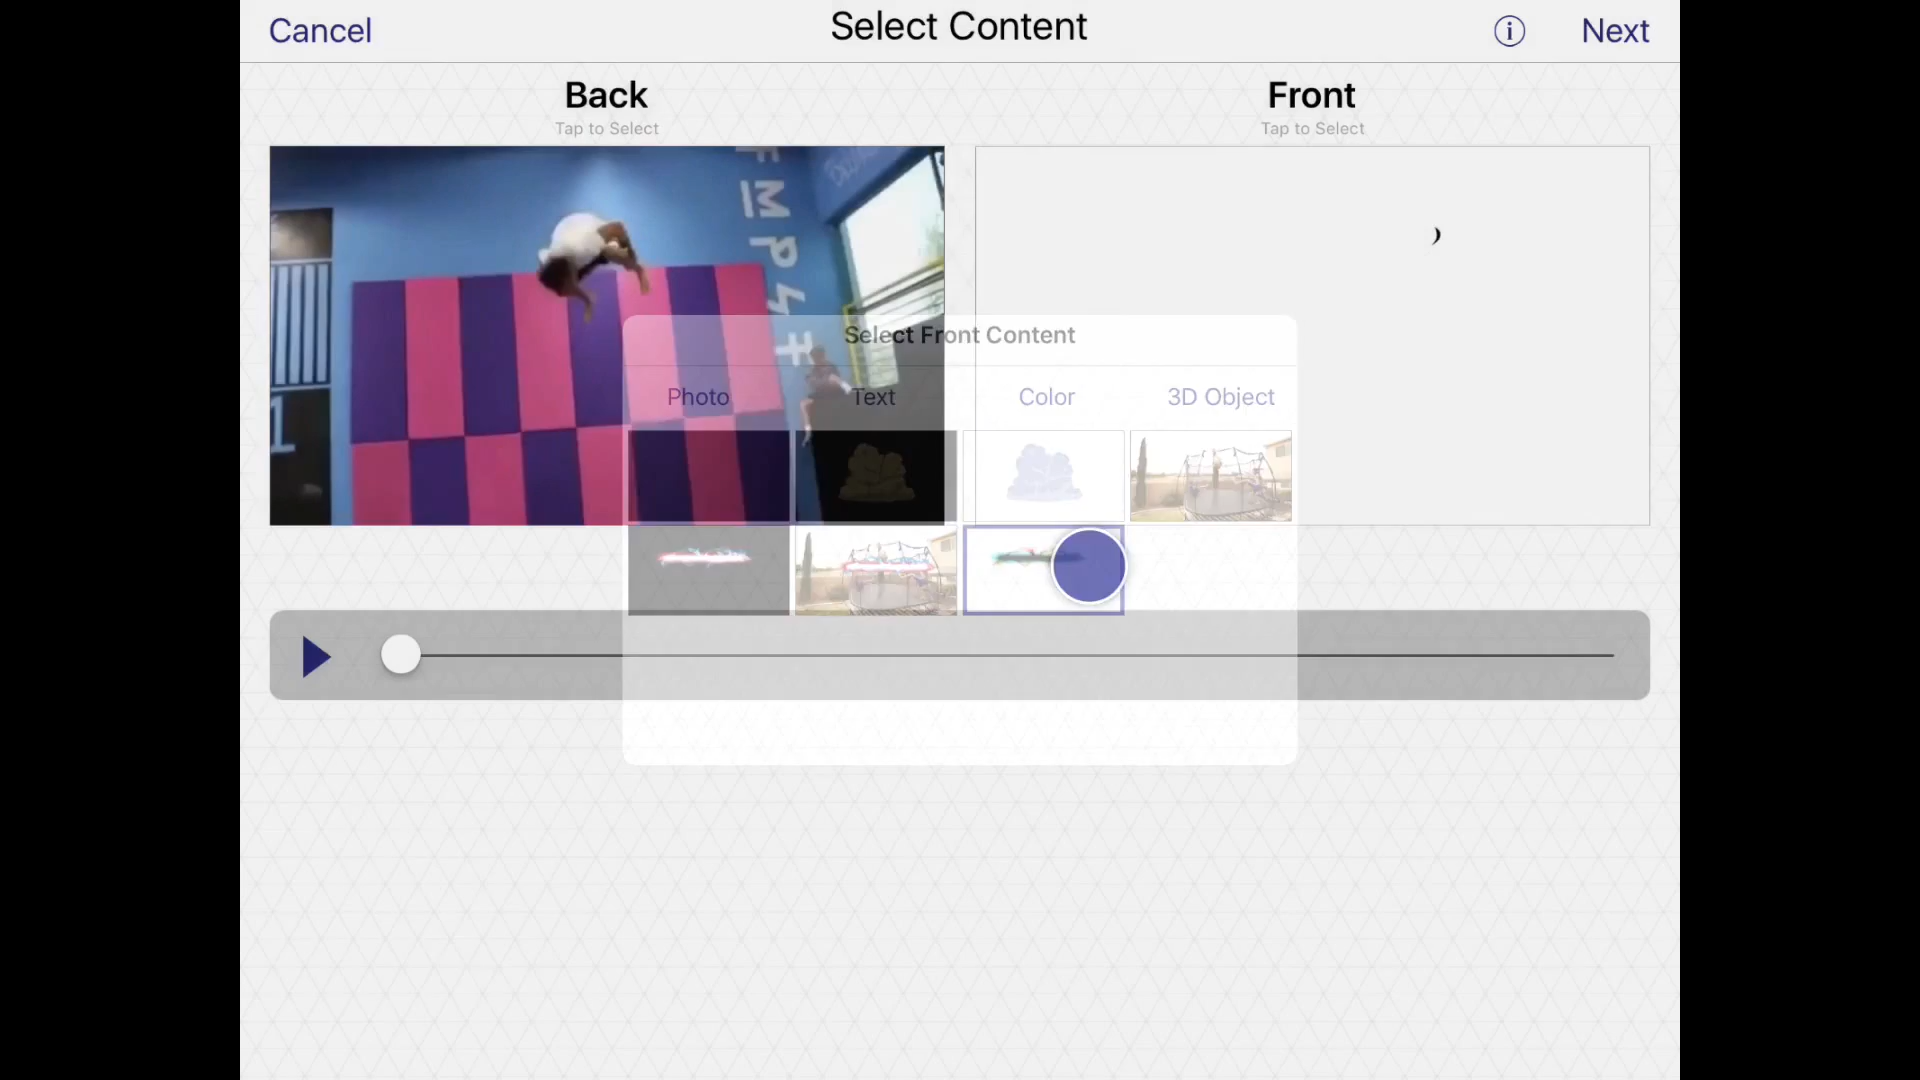 Cancel
Select Content
Next
Back
Front
Tap to Select
Tap to Select
Select Front Content
Photo
Text
Color
3D Object